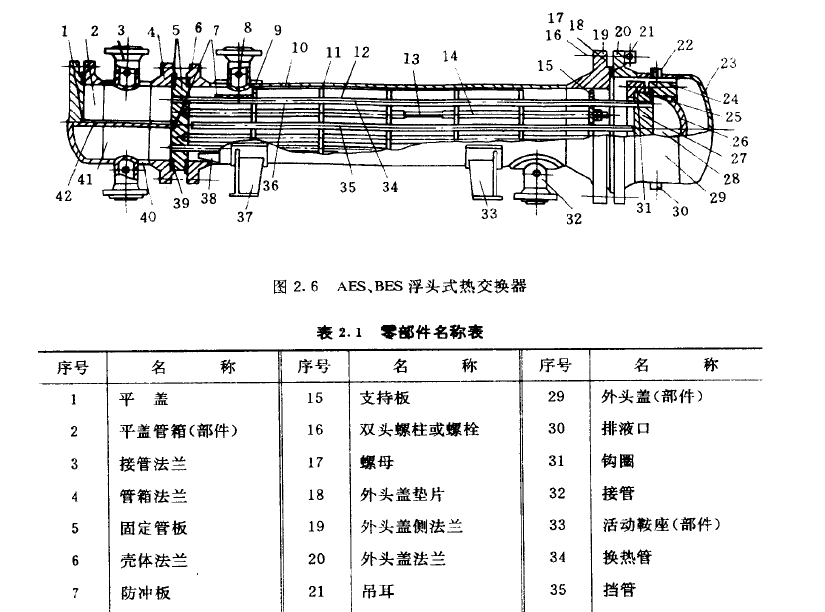 1 2 3 4 5 6 7 8 9 10 11 12 13 14 15 16 17 18 19 20 21 22 23
24
25
26
27
28
29
42 41 40 39 38 37 36 35 34 33 32 31 30
图 2.6 AES、BES 浮头式热交换器
表 2.1 零部件名称表
序号 名 称 序号 名 称 序号 名 称
1 平 盖 15 支持板 29 外头盖(部件)
2 平盖管箱(部件) 16 双头螺柱或螺栓 30 排液口
3 接管法兰 17 螺母 31 钩圈
4 管箱法兰 18 外头盖垫片 32 接管
5 固定管板 19 外头盖侧法兰 33 活动鞍座(部件)
6 壳体法兰 20 外头盖法兰 34 换热管
7 防冲板 21 吊耳 35 挡管